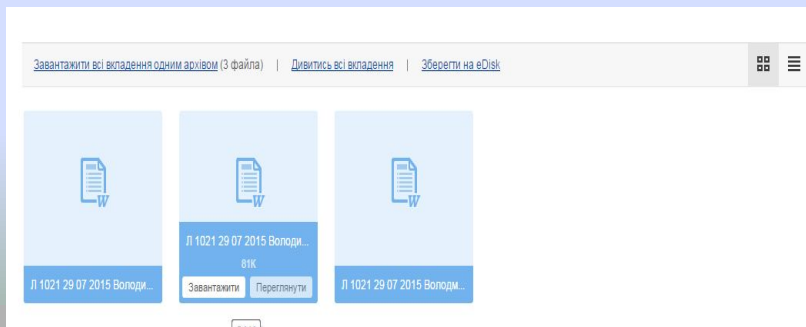 Завантажити всі вкладення одним архівом (3 файла) | Дивитись всі вкладення | Зберегти на eDisk
W
W
W
Л 1021 29 07 2015 Володи...
81K
Завантажити Переглянути
Л 1021 29 07 2015 Володи...
Л 1021 29 07 2015 Володм...